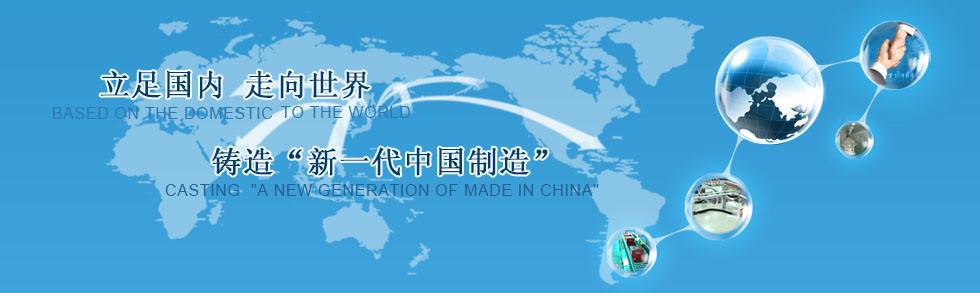 立足国内 走向世界
BASED ON THE DOMESTIC TO THE WORLD
铸造“新一代中国制造”
CASTING "A NEW GENERATION OF MADE IN CHINA"